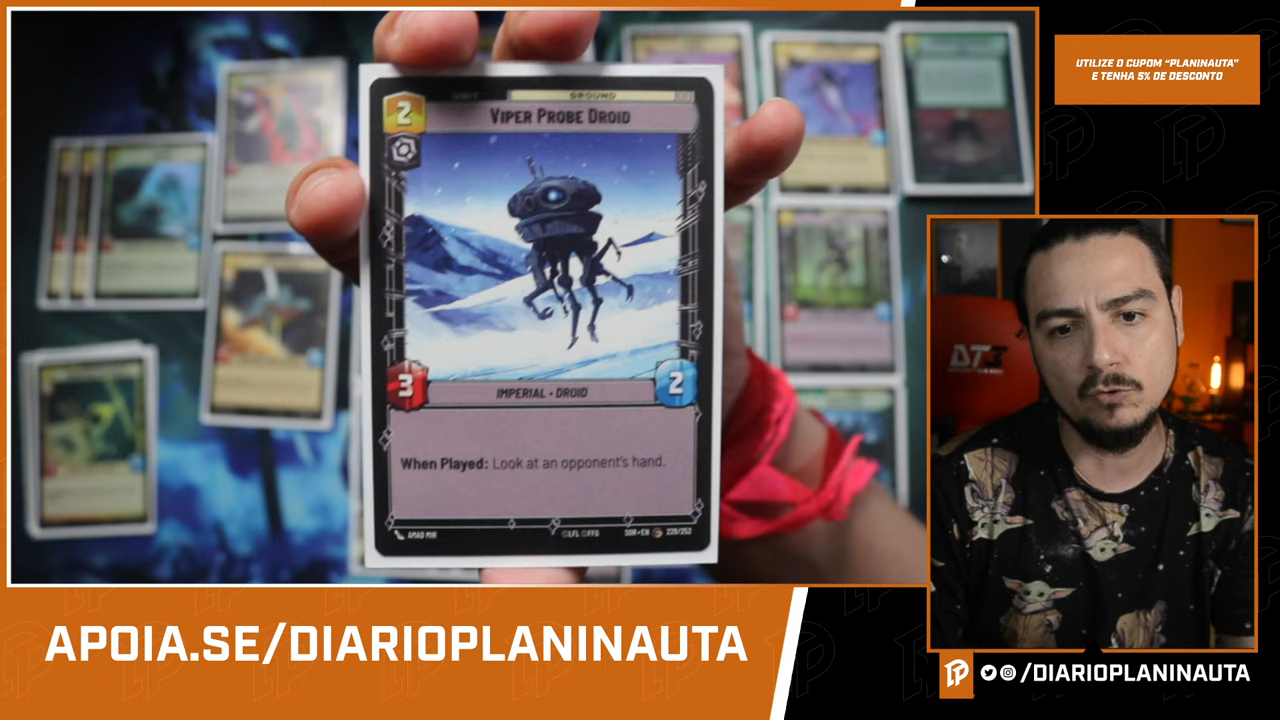 UTILIZE O CUPOM "PLANINAUTA"
E TENHA 5% DE DESCONTO
2
UNIT
GROUND
VIPER PROBE DROID
3
IMPERIAL • DROID
2
When Played: Look at an opponent's hand.
AMAD MIR
©LFL ©FFG
SOR • EN
228/252
DT3
APOIA.SE/DIARIOPLANINAUTA
/DIARIOPLANINAUTA